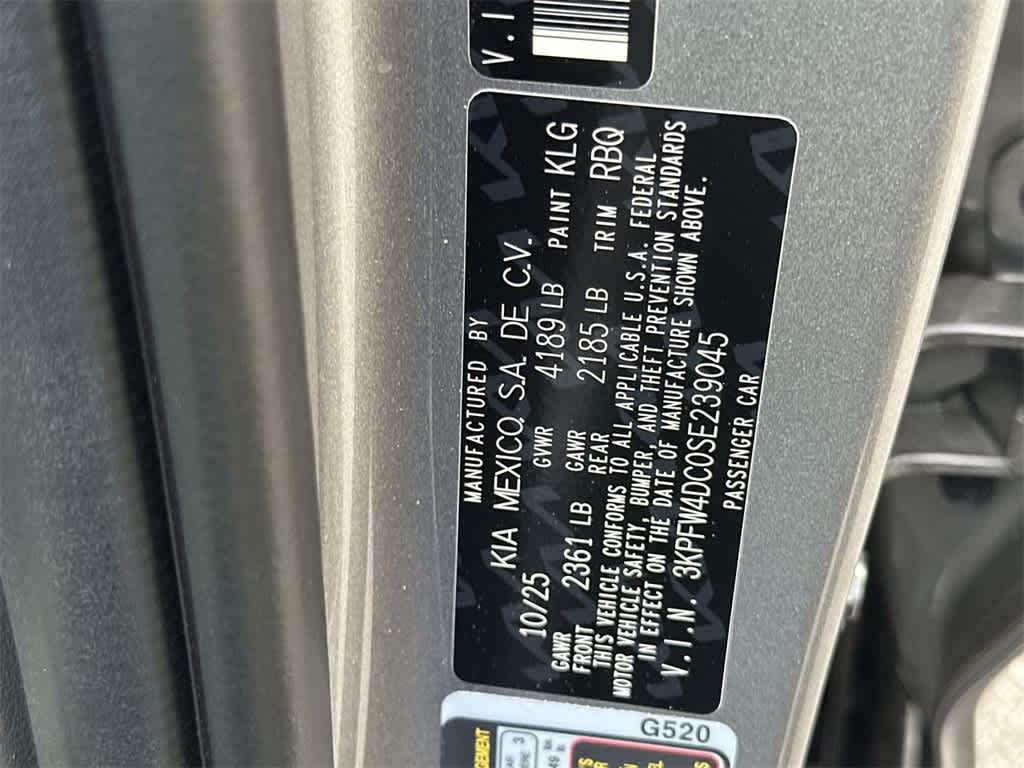 V.I
MANUFACTURED BY
KIA MEXICO, S.A. DE C.V.
10/25 GVWR 4189 LB PAINT KLG
GAWR FRONT 2361 LB GAWR REAR 2185 LB TRIM RBQ
THIS VEHICLE CONFORMS TO ALL APPLICABLE U.S.A. FEDERAL
MOTOR VEHICLE SAFETY, BUMPER, AND THEFT PREVENTION STANDARDS
IN EFFECT ON THE DATE OF MANUFACTURE SHOWN ABOVE.
V.I.N. 3KPFW4DC0SE239045
PASSENGER CAR
G520